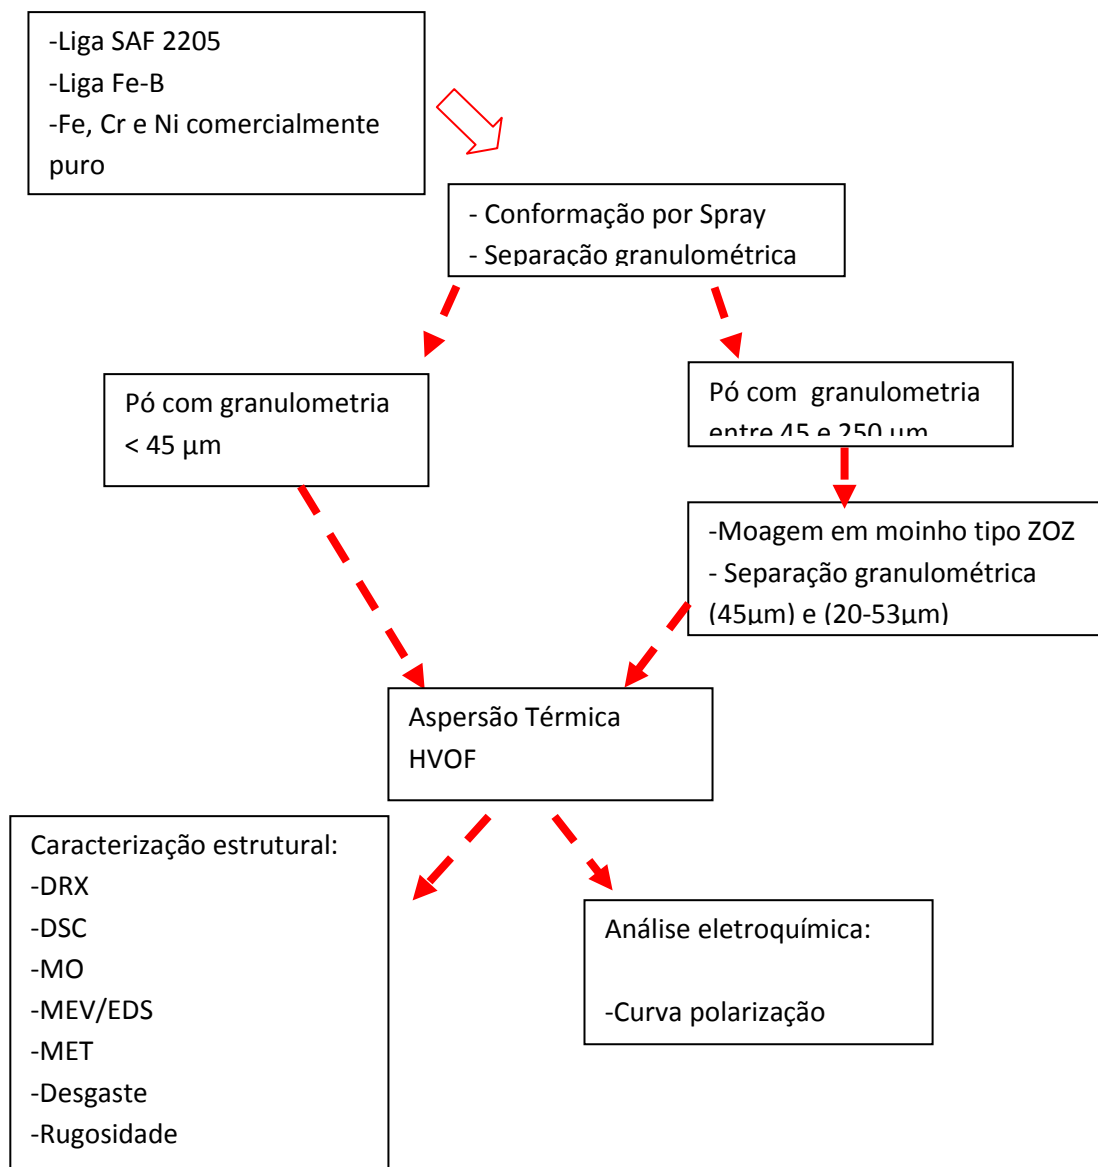 -Liga SAF 2205
-Liga Fe-B
-Fe, Cr e Ni comercialmente
puro
- Conformação por Spray
- Separação granulométrica
Pó com granulometria
< 45 µm
Pó com  granulometria
entre 45 e 250 µm
-Moagem em moinho tipo ZOZ
- Separação granulométrica
(45µm) e (20-53µm)
Aspersão Térmica
HVOF
Caracterização estrutural:
-DRX
-DSC
-MO
-MEV/EDS
-MET
-Desgaste
-Rugosidade
Análise eletroquímica:
-Curva polarização